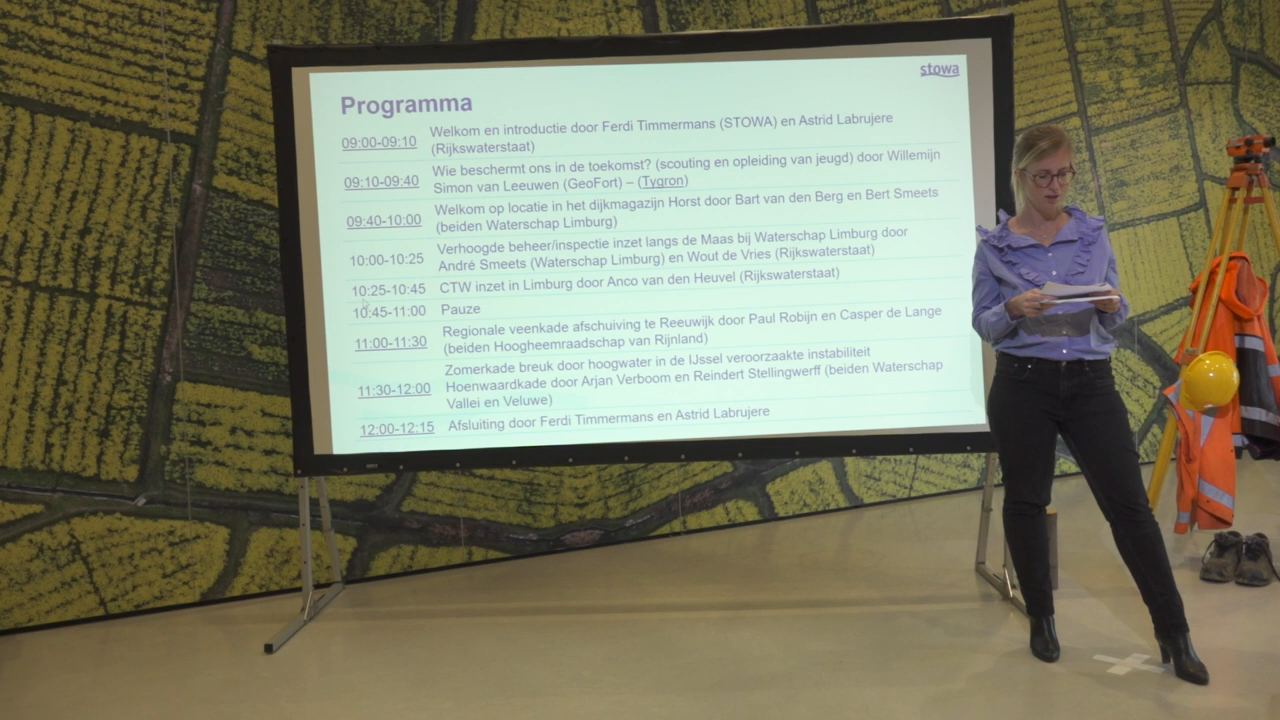 stowa
Programma
09:00-09:10 Welkom en introductie door Ferdi Timmermans (STOWA) en Astrid Labrujere
(Rijkswaterstaat)
09:10-09:40 Wie beschermt ons in de toekomst? (scouting en opleiding van jeugd) door Willemijn
Simon van Leeuwen (GeoFort) – (Tygron)
09:40-10:00 Welkom op locatie in het dijkmagazijn Horst door Bart van den Berg en Bert Smeets
(beiden Waterschap Limburg)
10:00-10:25 Verhoogde beheer/inspectie inzet langs de Maas bij Waterschap Limburg door
André Smeets (Waterschap Limburg) en Wout de Vries (Rijkswaterstaat)
10:25-10:45 CTW inzet in Limburg door Anco van den Heuvel (Rijkswaterstaat)
10:45-11:00 Pauze
11:00-11:30 Regionale veenkade afschuiving te Reeuwijk door Paul Robijn en Casper de Lange
(beiden Hoogheemraadschap van Rijnland)
11:30-12:00 Zomerkade breuk door hoogwater in de IJssel veroorzaakte instabiliteit
Hoenwaardkade door Arjan Verboom en Reindert Stellingwerff (beiden Waterschap
Vallei en Veluwe)
12:00-12:15 Afsluiting door Ferdi Timmermans en Astrid Labrujere